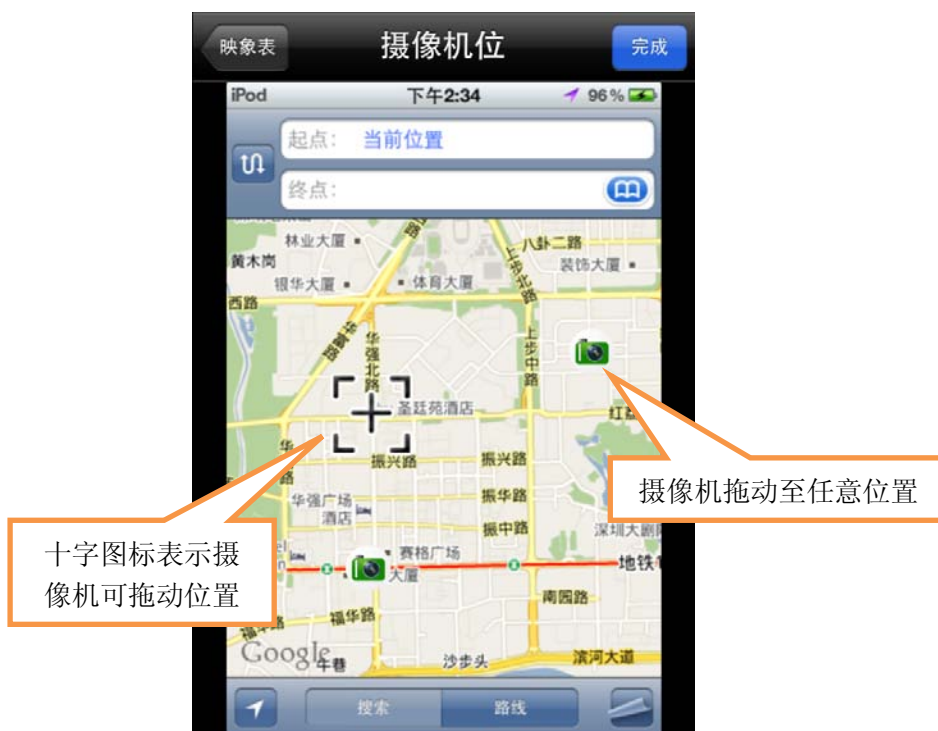 映象表
摄像机位
完成
iPod
下午2:34
96%
起点：
当前位置
终点：
林业大厦
八卦二路
黄木岗
装饰大厦
体育大厦
银华大厦
上步北路
西路
华富路
华强北路
上步中路
圣廷苑酒店
振兴路
振兴路
华强广场
酒店
振华路
振中路
深圳大剧
赛格广场
大厦
地铁
南园路
福华路
Google
牛巷
沙步头
滨河大道
搜索
路线
摄像机拖动至任意位置
十字图标表示摄
像机可拖动位置